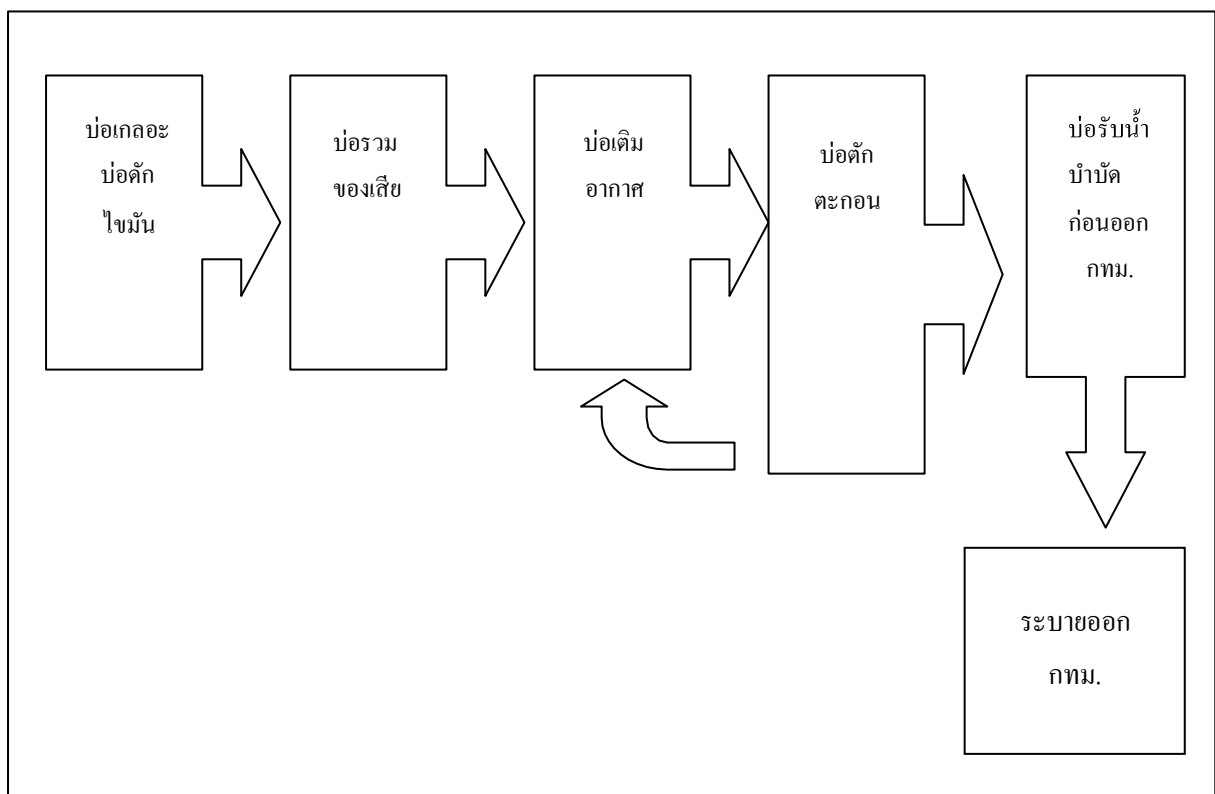 บ่อเกลอะ
บ่อดัก
ไขมัน
บ่อรวม
ของเสีย
บ่อเติม
อากาศ
บ่อตัก
ตะกอน
บ่อรับน้ำ
บำบัด
ก่อนออก
กทม.
ระบายออก
กทม.